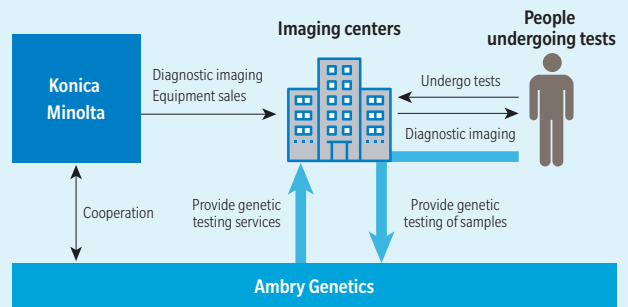 People
undergoing tests
Imaging centers
Konica
Minolta
Diagnostic imaging
Equipment sales
Undergo tests
Diagnostic imaging
Cooperation
Provide genetic
testing services
Provide genetic
testing of samples
Ambry Genetics